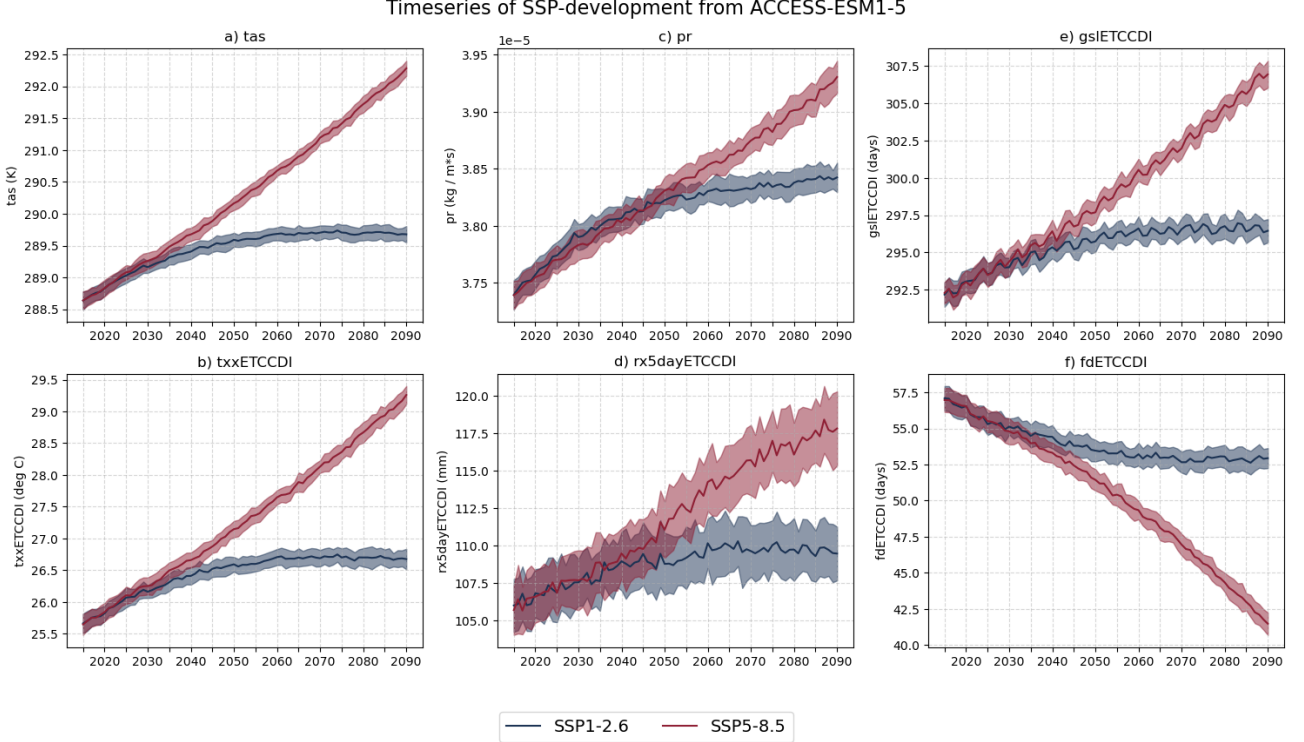 Timeseries of SSP-development from ACCESS-ESM1-5
a) tas
tas (K)
292.5
292.0
291.5
291.0
290.5
290.0
289.5
289.0
288.5
2020 2030 2040 2050 2060 2070 2080 2090
c) pr
1e−5
pr (kg / m*s)
3.95
3.90
3.85
3.80
3.75
2020 2030 2040 2050 2060 2070 2080 2090
e) gslETCCDI
gslETCCDI (days)
307.5
305.0
302.5
300.0
297.5
295.0
292.5
2020 2030 2040 2050 2060 2070 2080 2090
b) txxETCCDI
txxETCCDI (deg C)
29.5
29.0
28.5
28.0
27.5
27.0
26.5
26.0
25.5
2020 2030 2040 2050 2060 2070 2080 2090
d) rx5dayETCCDI
rx5dayETCCDI (mm)
120.0
117.5
115.0
112.5
110.0
107.5
105.0
2020 2030 2040 2050 2060 2070 2080 2090
f) fdETCCDI
fdETCCDI (days)
57.5
55.0
52.5
50.0
47.5
45.0
42.5
40.0
2020 2030 2040 2050 2060 2070 2080 2090
SSP1-2.6 SSP5-8.5